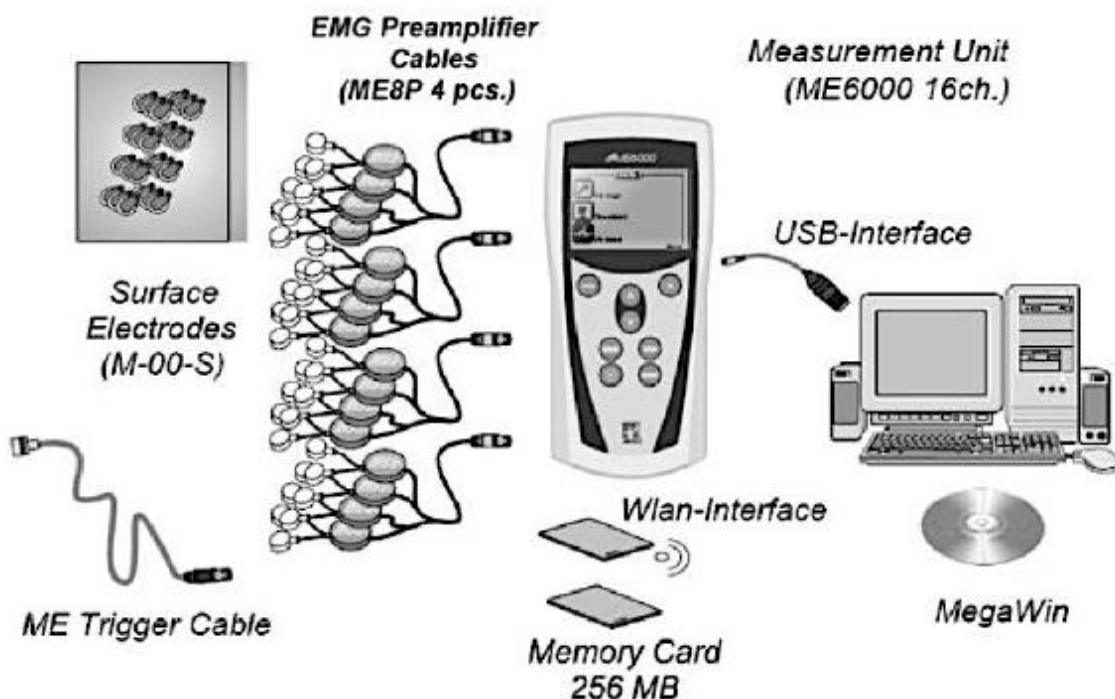 EMG Preamplifier
Cables
(ME8P 4 pcs.)
Measurement Unit
(ME6000 16ch.)
ME6000
USB-Interface
Surface
Electrodes
(M-00-S)
Wlan-Interface
ME Trigger Cable
Memory Card
256 MB
MegaWin